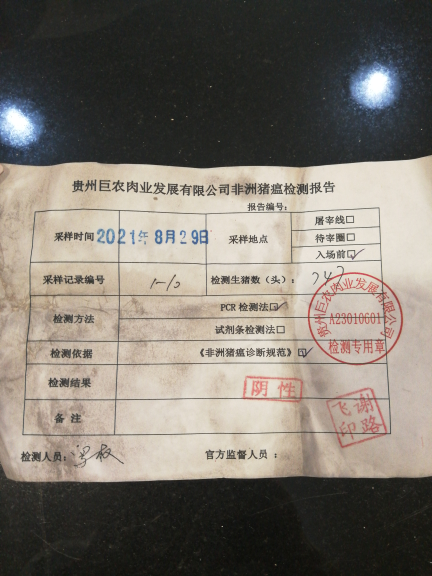 贵州巨农肉业发展有限公司非洲猪瘟检测报告
报告编号：
采样时间 2021年8月29日 采样地点 屠宰线□
待宰圈□
入场前☑
采样记录编号 1-10 检测生猪数（头）：
检测方法 PCR 检测法☑
试剂条检测法□
检测依据 《非洲猪瘟诊断规范》☑
检测结果 阴性
备注
检测人员： 官方监督人员：
贵州巨农肉业发展有限公司
A23010601
检测专用章
谢路飞印